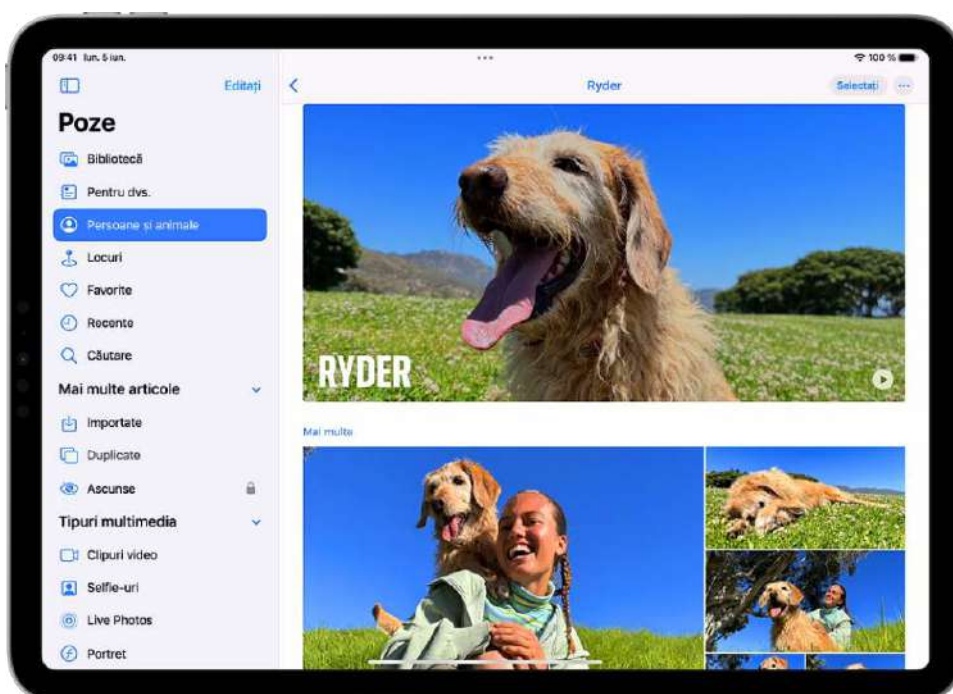 09:41 lun. 5 iun.
100 %
Editați
Ryder
Selectați
Poze
Bibliotecă
Pentru dvs.
Persoane și animale
Locuri
Favorite
Recente
Căutare
Mai multe articole
Importate
Duplicate
Ascunse
Tipuri multimedia
Clipuri video
Selfie-uri
Live Photos
Portret
RYDER
Mai multe